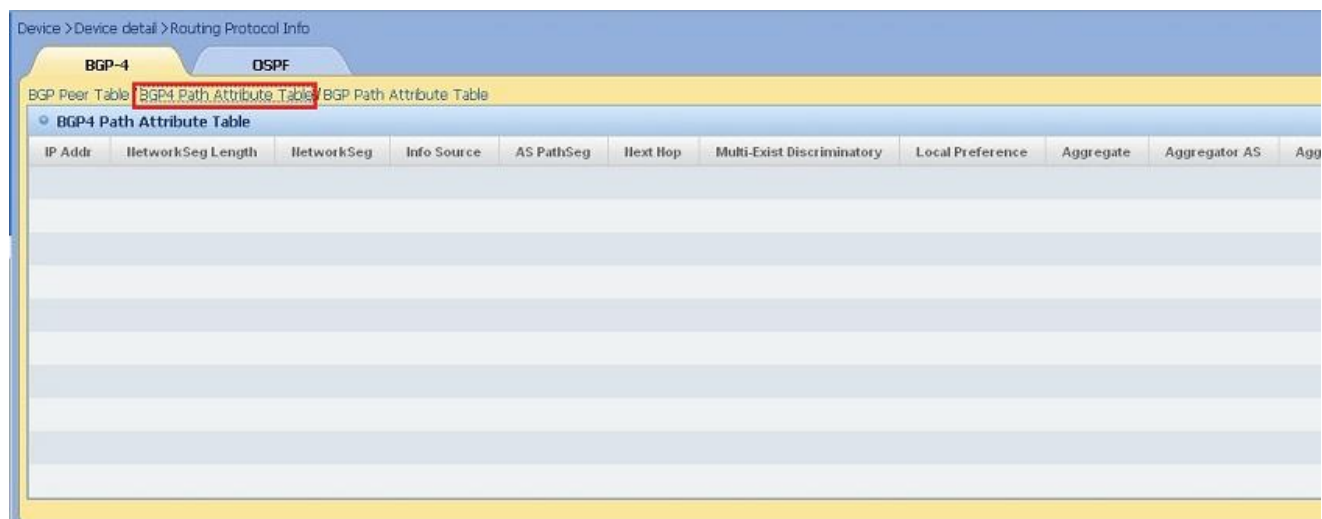 Device >Device detail >Routing Protocol Info
BGP-4 OSPF
BGP Peer Table / BGP4 Path Attribute Table / BGP Path Attribute Table
BGP4 Path Attribute Table
IP Addr NetworkSeg Length NetworkSeg Info Source AS PathSeg Next Hop Multi-Exist Discriminatory Local Preference Aggregate Aggregator AS Agg